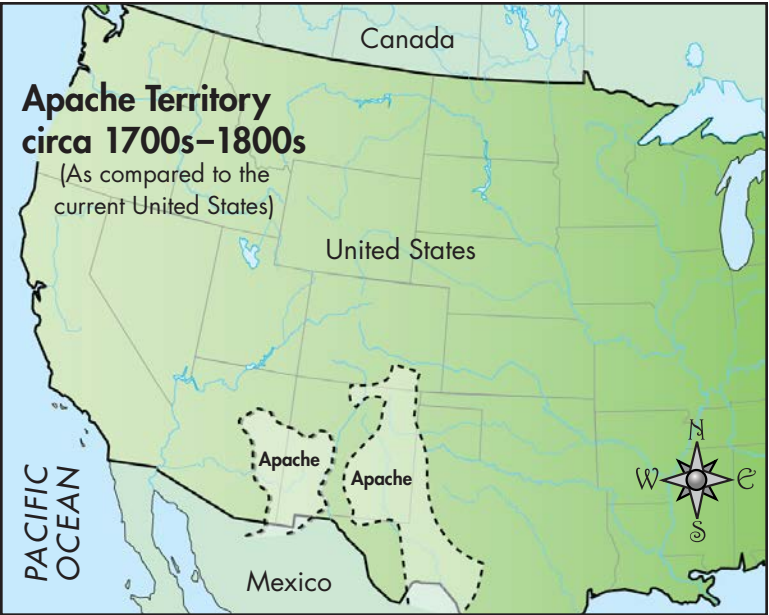 Canada
Apache Territory
circa 1700s–1800s
(As compared to the
current United States)
United States
Apache
Apache
N
W
E
S
PACIFIC
OCEAN
Mexico